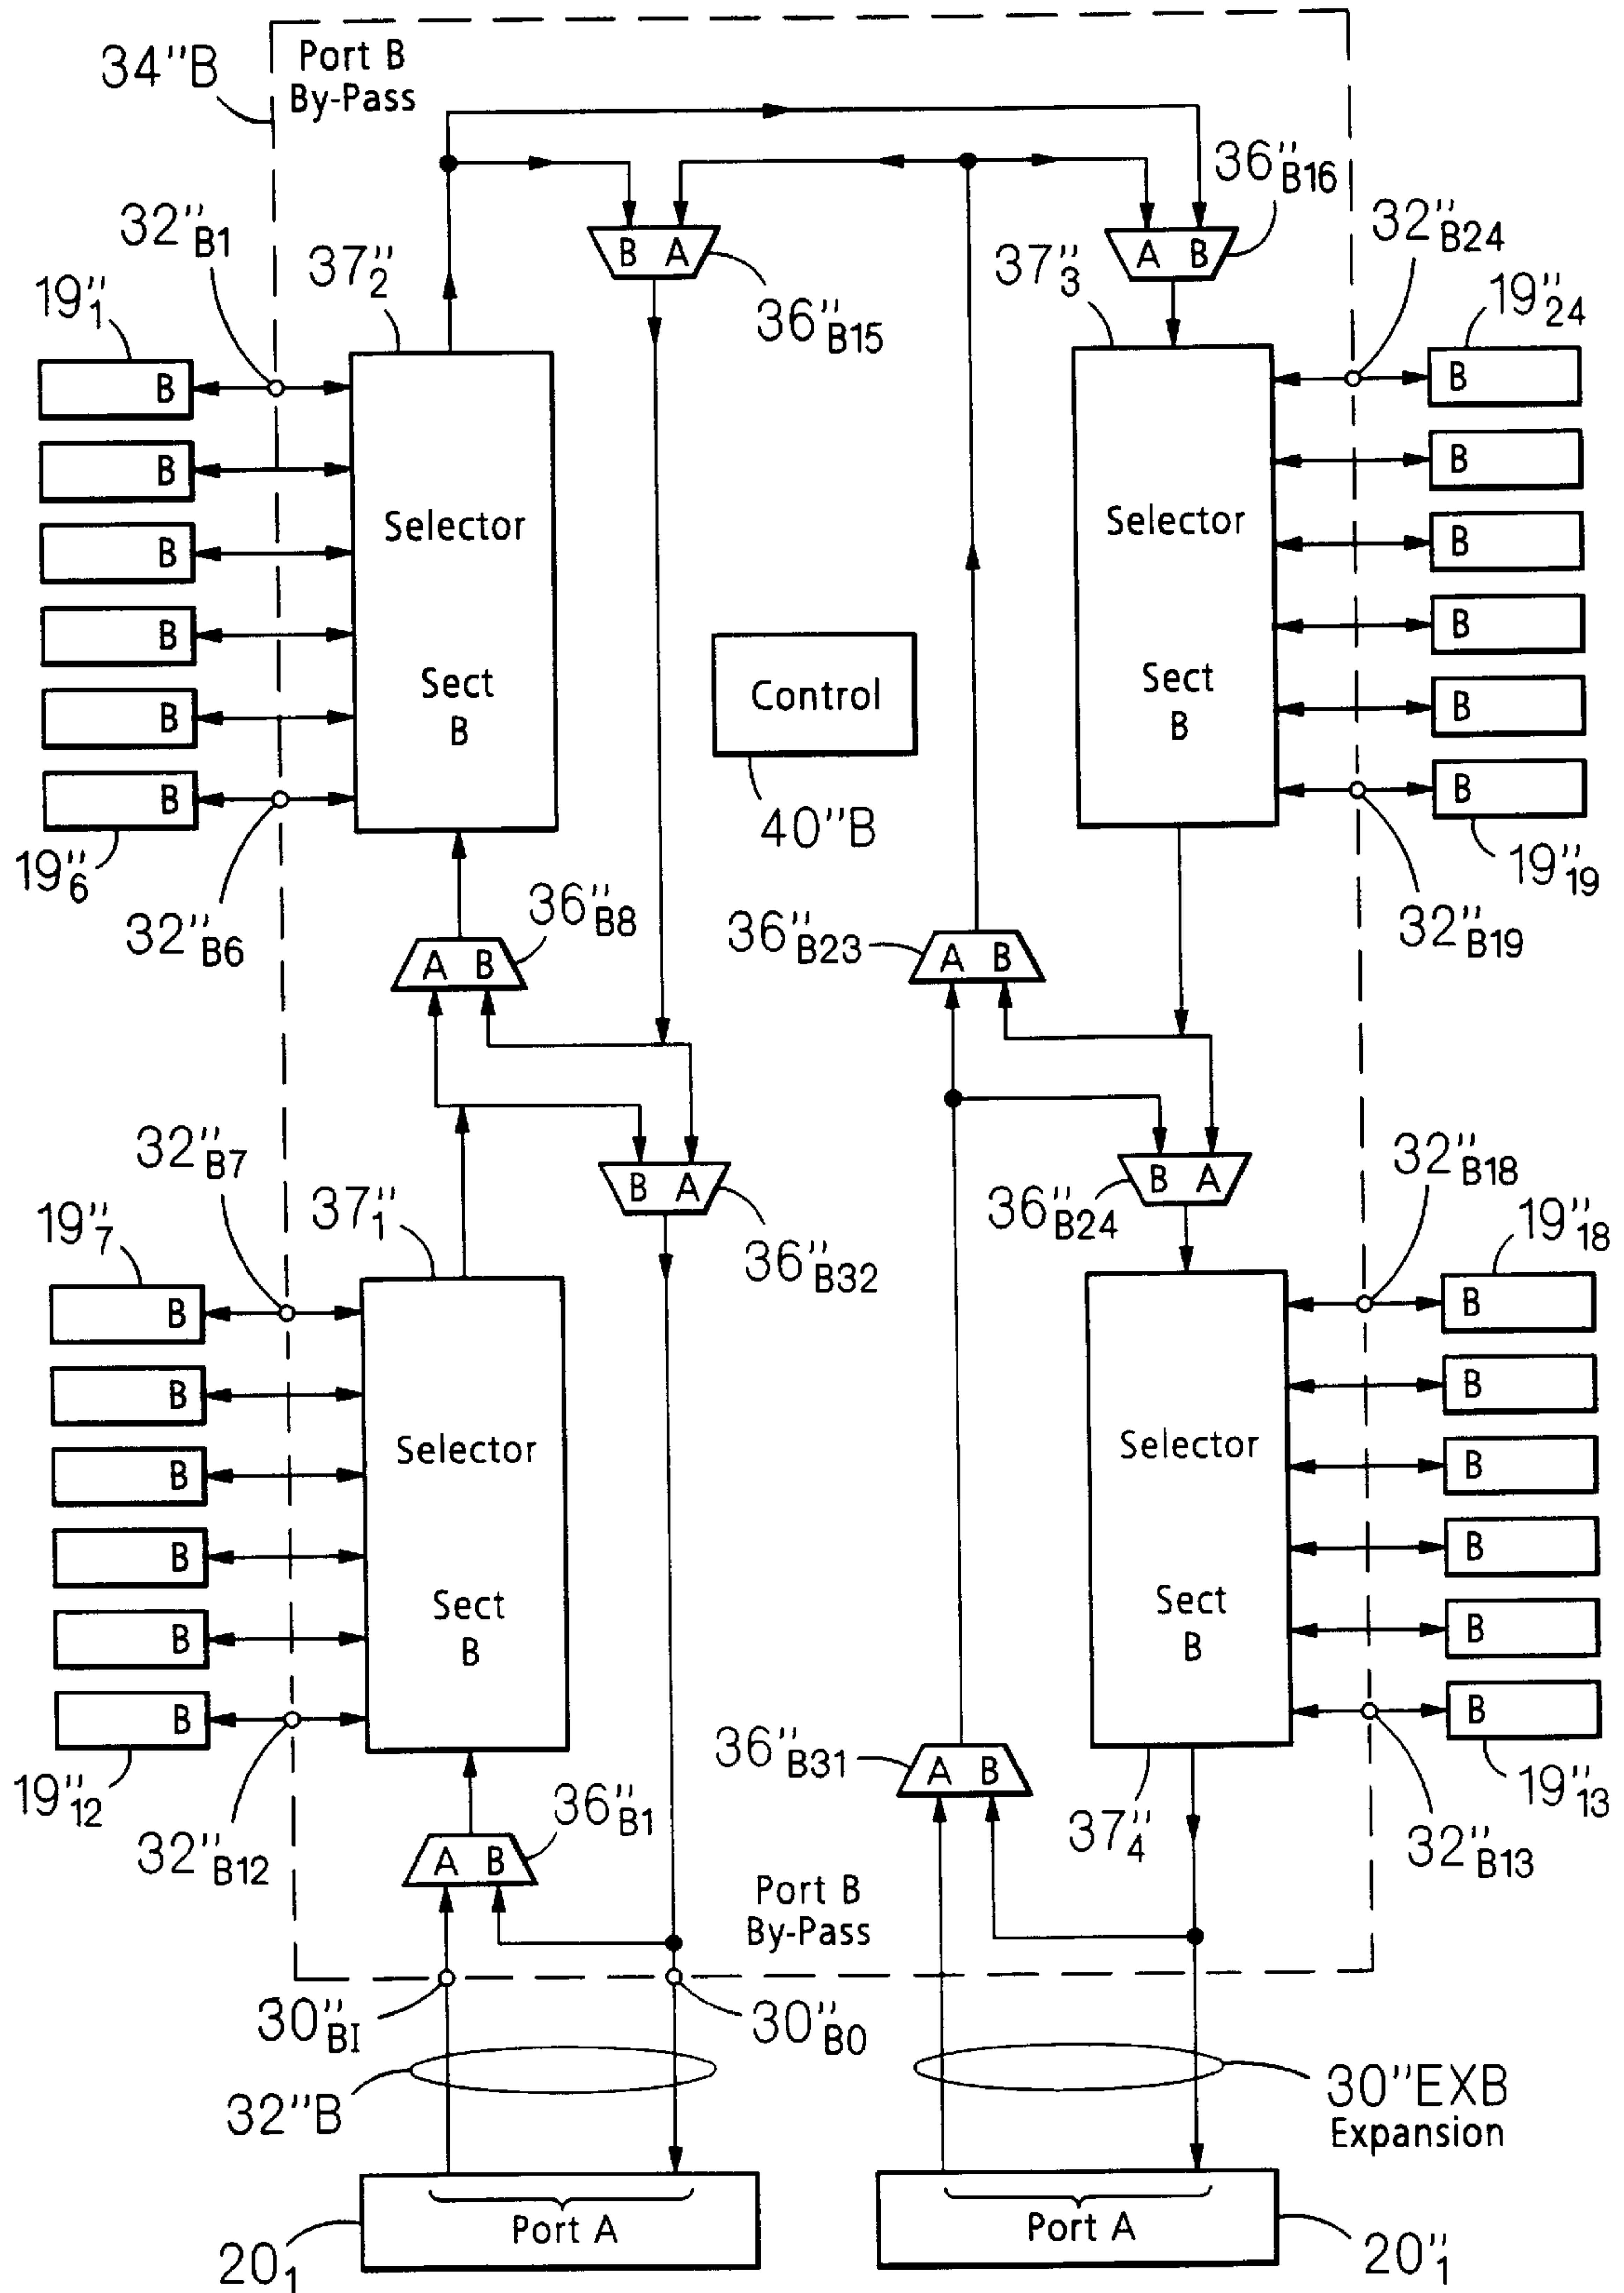 34"B
Port B
By-Pass
36"B16
32"B1
32"B24
B A
A B
37"2
37"3
19"1
36"B15
19"24
B
B
B
B
B
B
Selector
Sect
B
Control
40"B
Selector
Sect
B
B
B
B
B
B
B
19"6
32"B6
36"B8
A B
36"B23
A B
32"B19
19"19
32"B7
36"B32
B A
36"B24
B A
32"B18
19"7
37"1
19"18
B
B
B
B
B
B
Selector
Sect
B
Selector
Sect
B
B
B
B
B
B
B
19"12
32"B12
36"B1
A B
36"B31
A B
37"4
32"B13
19"13
Port B
By-Pass
30"BI
30"BO
32"B
30"EXB
Expansion
Port A
Port A
20 1
20"1